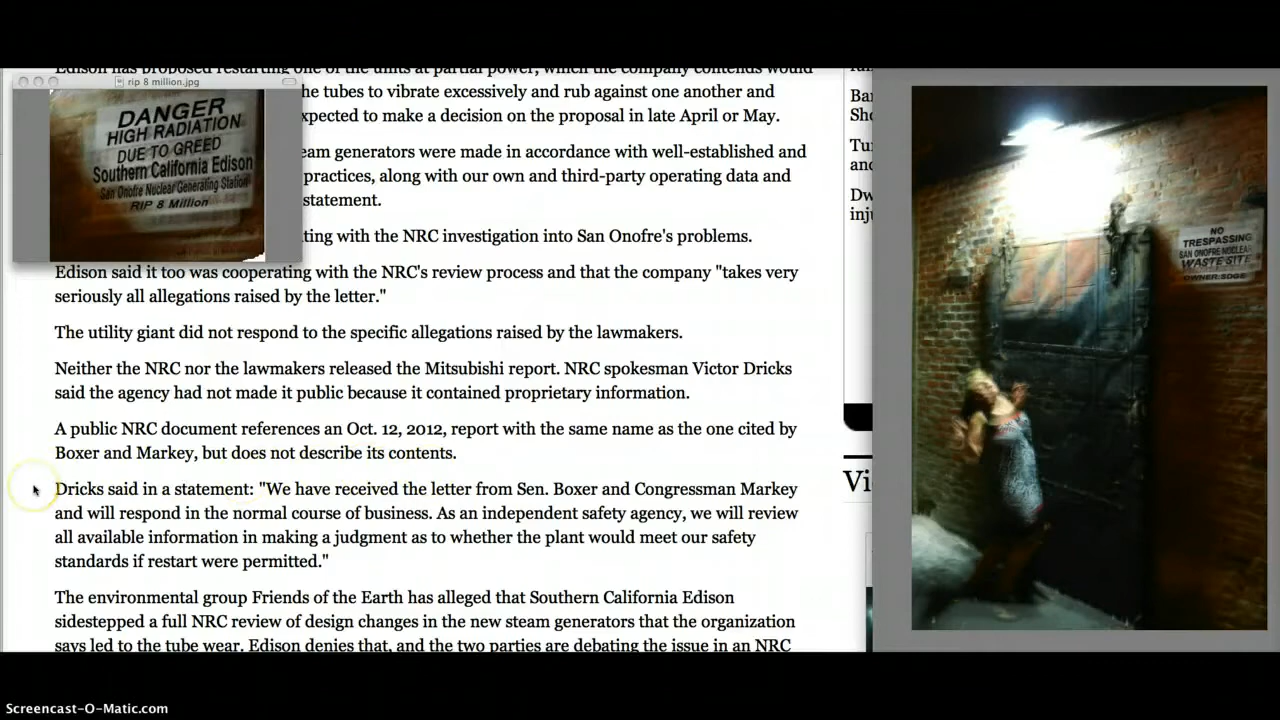 rip 8 million.jpg
DANGER
HIGH RADIATION
DUE TO GREED
Southern California Edison
San Onofre Nuclear Generating Station
RIP 8 Million
Edison has proposed restarting one of the units at partial power, which the company contends would
he tubes to vibrate excessively and rub against one another and
xpected to make a decision on the proposal in late April or May.
eam generators were made in accordance with well-established and
practices, along with our own and third-party operating data and
statement.
ting with the NRC investigation into San Onofre's problems.
Edison said it too was cooperating with the NRC's review process and that the company "takes very
seriously all allegations raised by the letter."
The utility giant did not respond to the specific allegations raised by the lawmakers.
Neither the NRC nor the lawmakers released the Mitsubishi report. NRC spokesman Victor Dricks
said the agency had not made it public because it contained proprietary information.
A public NRC document references an Oct. 12, 2012, report with the same name as the one cited by
Boxer and Markey, but does not describe its contents.
Dricks said in a statement: "We have received the letter from Sen. Boxer and Congressman Markey
and will respond in the normal course of business. As an independent safety agency, we will review
all available information in making a judgment as to whether the plant would meet our safety
standards if restart were permitted."
The environmental group Friends of the Earth has alleged that Southern California Edison
sidestepped a full NRC review of design changes in the new steam generators that the organization
says led to the tube wear. Edison denies that, and the two parties are debating the issue in an NRC
Bar
Sho
Tu
and
Dw
inju
Vi
NO
TRESPASSING
SAN ONOFRE NUCLEAR
WASTE SITE
OWNER:SDGE
Screencast-O-Matic.com